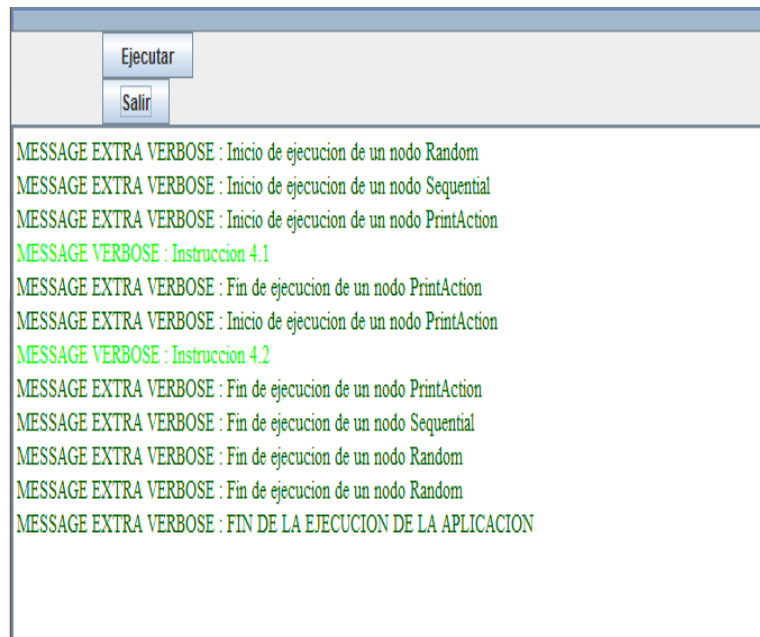 Ejecutar
Salir
MESSAGE EXTRA VERBOSE : Inicio de ejecucion de un nodo Random
MESSAGE EXTRA VERBOSE : Inicio de ejecucion de un nodo Sequential
MESSAGE EXTRA VERBOSE : Inicio de ejecucion de un nodo PrintAction
MESSAGE VERBOSE : Instruccion 4.1
MESSAGE EXTRA VERBOSE : Fin de ejecucion de un nodo PrintAction
MESSAGE EXTRA VERBOSE : Inicio de ejecucion de un nodo PrintAction
MESSAGE VERBOSE : Instruccion 4.2
MESSAGE EXTRA VERBOSE : Fin de ejecucion de un nodo PrintAction
MESSAGE EXTRA VERBOSE : Fin de ejecucion de un nodo Sequential
MESSAGE EXTRA VERBOSE : Fin de ejecucion de un nodo Random
MESSAGE EXTRA VERBOSE : Fin de ejecucion de un nodo Random
MESSAGE EXTRA VERBOSE : FIN DE LA EJECUCION DE LA APLICACION